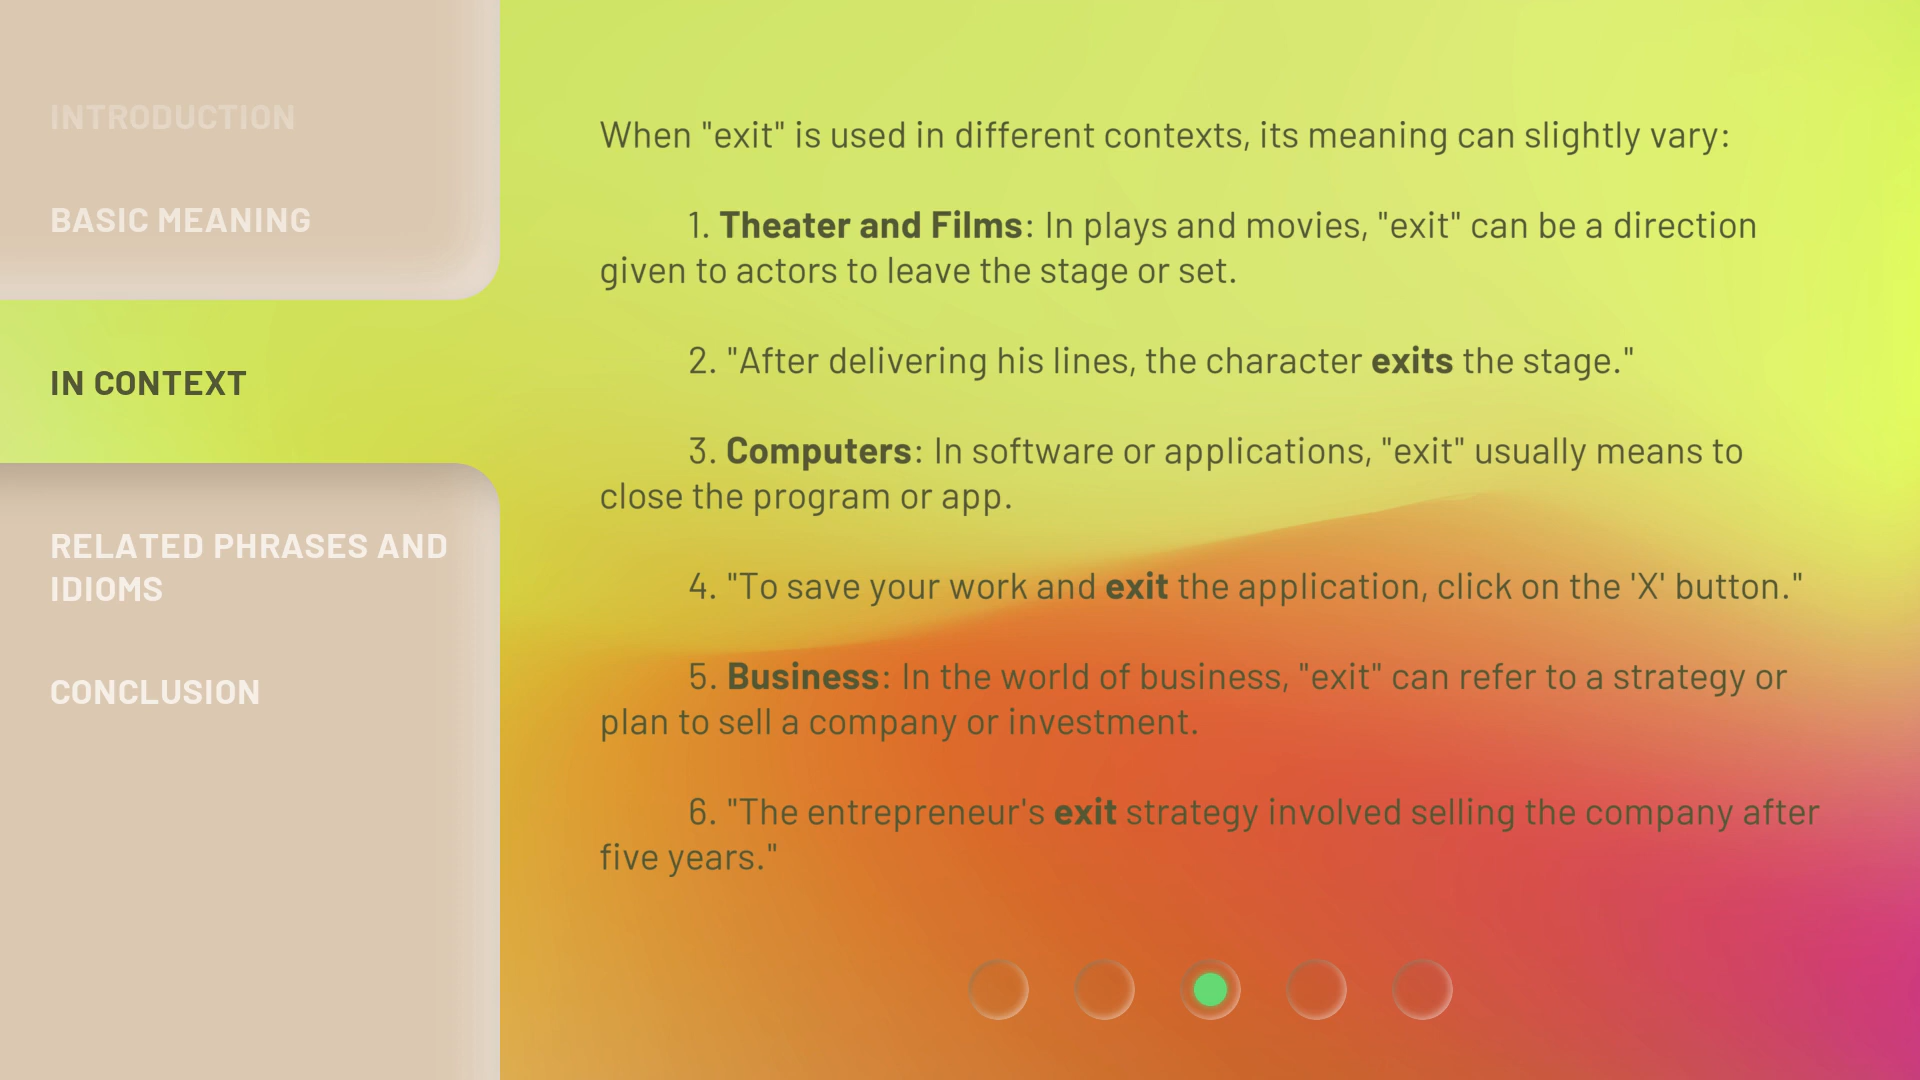 INTRODUCTION
BASIC MEANING
IN CONTEXT
RELATED PHRASES AND
IDIOMS
CONCLUSION
When "exit" is used in different contexts, its meaning can slightly vary:
1. Theater and Films: In plays and movies, "exit" can be a direction
given to actors to leave the stage or set.
2. "After delivering his lines, the character exits the stage."
3. Computers: In software or applications, "exit" usually means to
close the program or app.
4. "To save your work and exit the application, click on the 'X' button."
5. Business: In the world of business, "exit" can refer to a strategy or
plan to sell a company or investment.
6. "The entrepreneur's exit strategy involved selling the company after
five years."